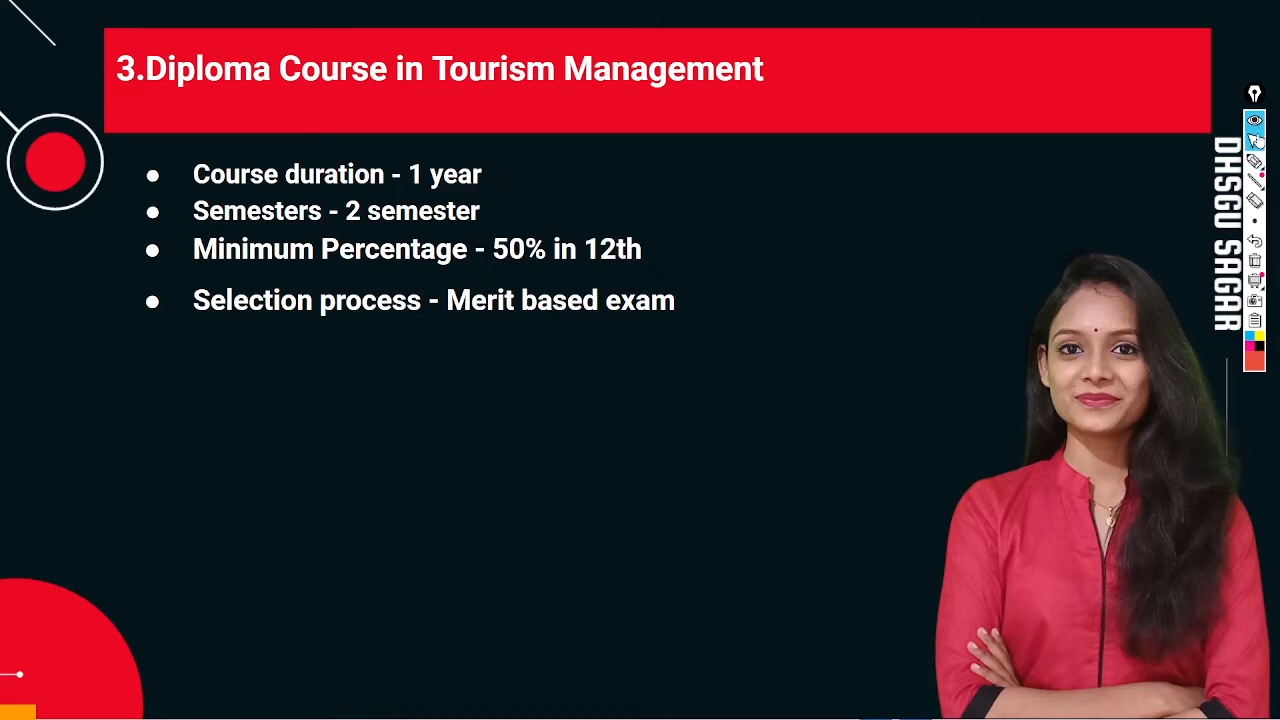 3.Diploma Course in Tourism Management
● Course duration - 1 year
● Semesters - 2 semester
● Minimum Percentage - 50% in 12th
● Selection process - Merit based exam
DHSGU SAGAR